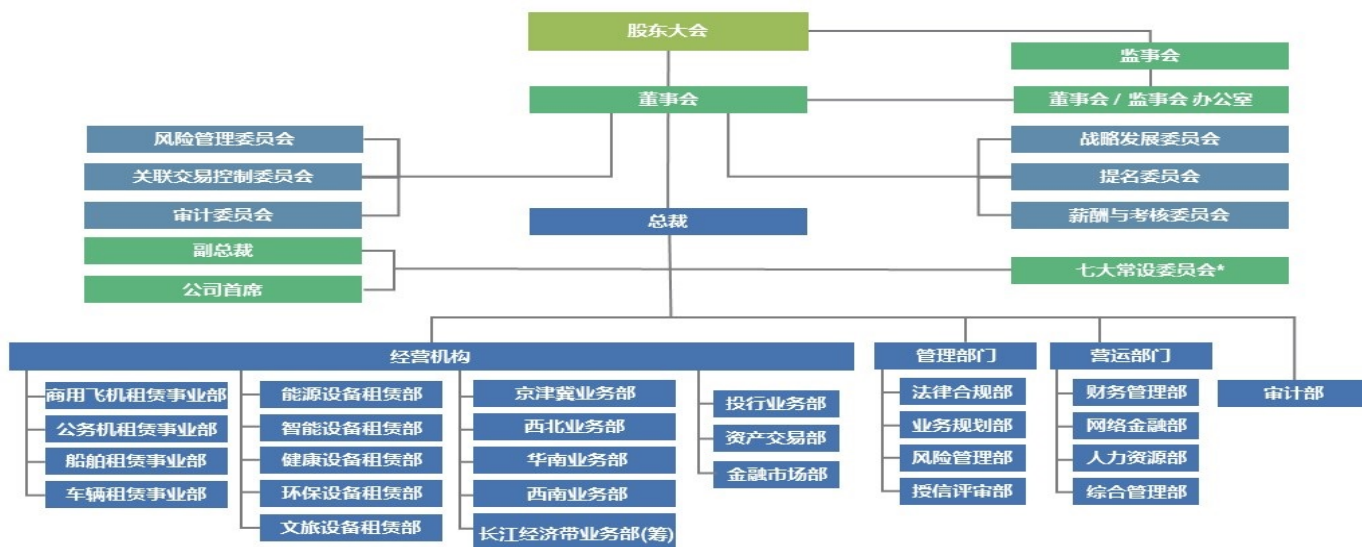 股东大会
监事会
董事会
董事会 / 监事会 办公室
风险管理委员会
关联交易控制委员会
审计委员会
战略发展委员会
提名委员会
薪酬与考核委员会
总裁
副总裁
公司首席
七大常设委员会*
经营机构
商用飞机租赁事业部
公务机租赁事业部
船舶租赁事业部
车辆租赁事业部
能源设备租赁部
智能设备租赁部
健康设备租赁部
环保设备租赁部
文旅设备租赁部
京津冀业务部
西北业务部
华南业务部
西南业务部
长江经济带业务部(筹)
投行业务部
资产交易部
金融市场部
管理部门
法律合规部
业务规划部
风险管理部
授信评审部
营运部门
财务管理部
网络金融部
人力资源部
综合管理部
审计部